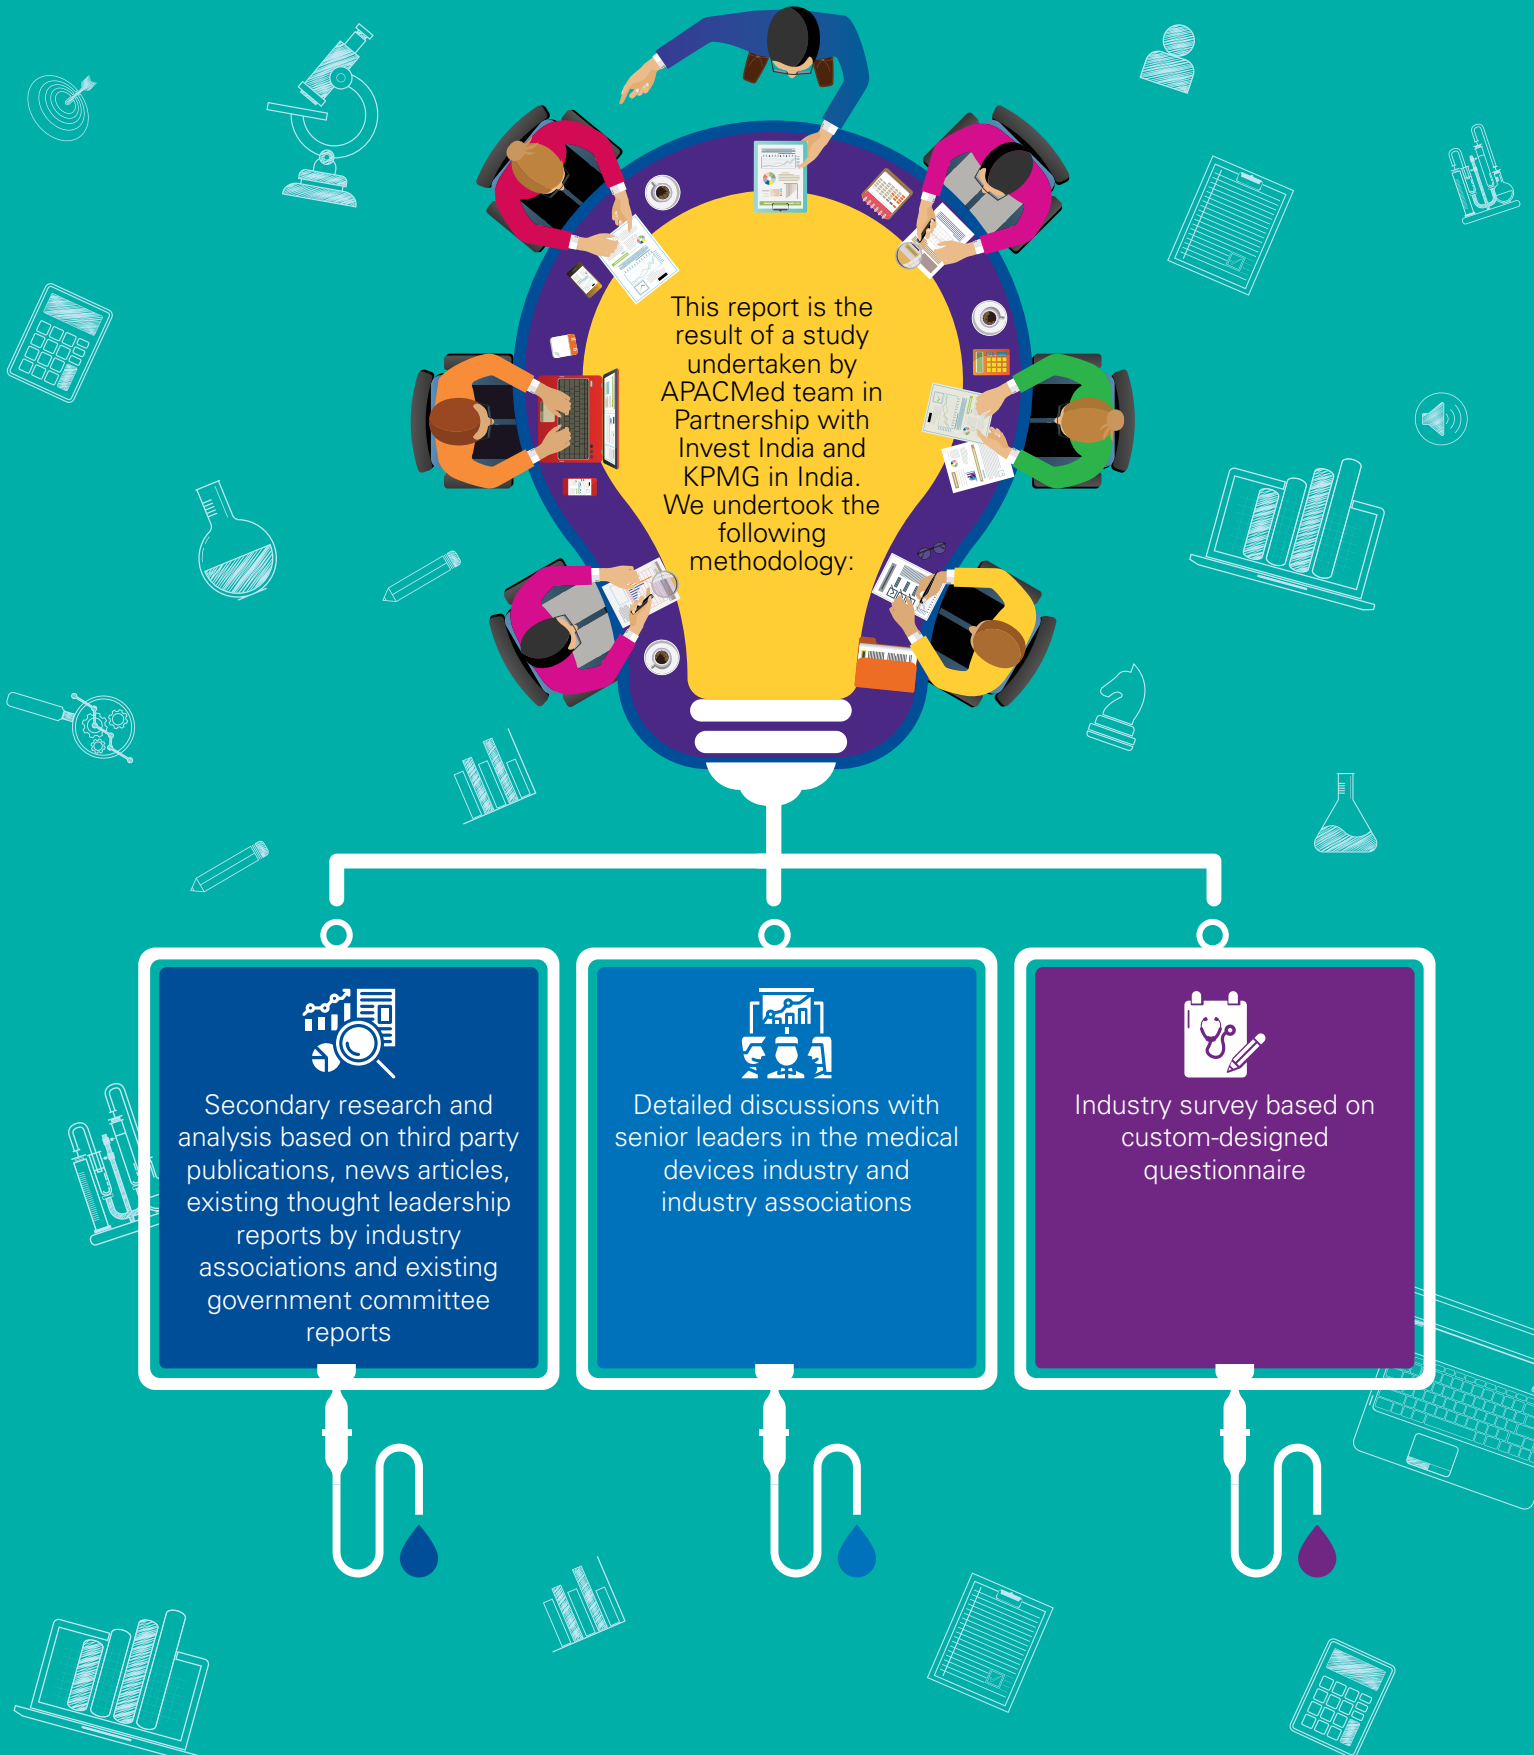 This report is the
result of a study
undertaken by
APACMed team in
Partnership with
Invest India and
KPMG in India.
We undertook the
following
methodology:
Secondary research and
analysis based on third party
publications, news articles,
existing thought leadership
reports by industry
associations and existing
government committee
reports
Detailed discussions with
senior leaders in the medical
devices industry and
industry associations
Industry survey based on
custom-designed
questionnaire